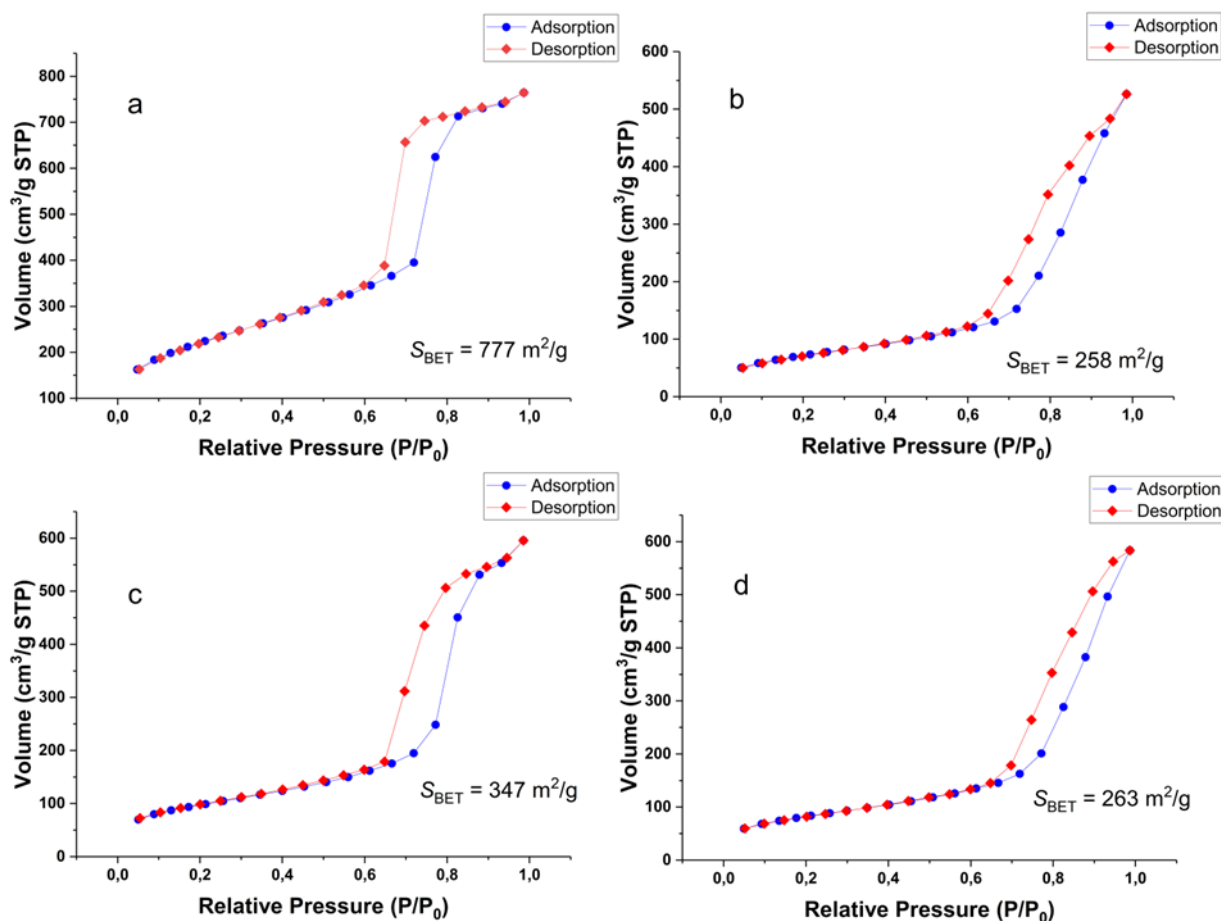 Adsorption
Desorption
a
800
700
600
500
400
300
200
100
Volume (cm³/g STP)
S_BET = 777 m²/g
0,0 0,2 0,4 0,6 0,8 1,0
Relative Pressure (P/P₀)
Adsorption
Desorption
b
600
500
400
300
200
100
0
Volume (cm³/g STP)
S_BET = 258 m²/g
0,0 0,2 0,4 0,6 0,8 1,0
Relative Pressure (P/P₀)
Adsorption
Desorption
c
600
500
400
300
200
100
0
Volume (cm³/g STP)
S_BET = 347 m²/g
0,0 0,2 0,4 0,6 0,8 1,0
Relative Pressure (P/P₀)
Adsorption
Desorption
d
600
500
400
300
200
100
0
Volume (cm³/g STP)
S_BET = 263 m²/g
0,0 0,2 0,4 0,6 0,8 1,0
Relative Pressure (P/P₀)